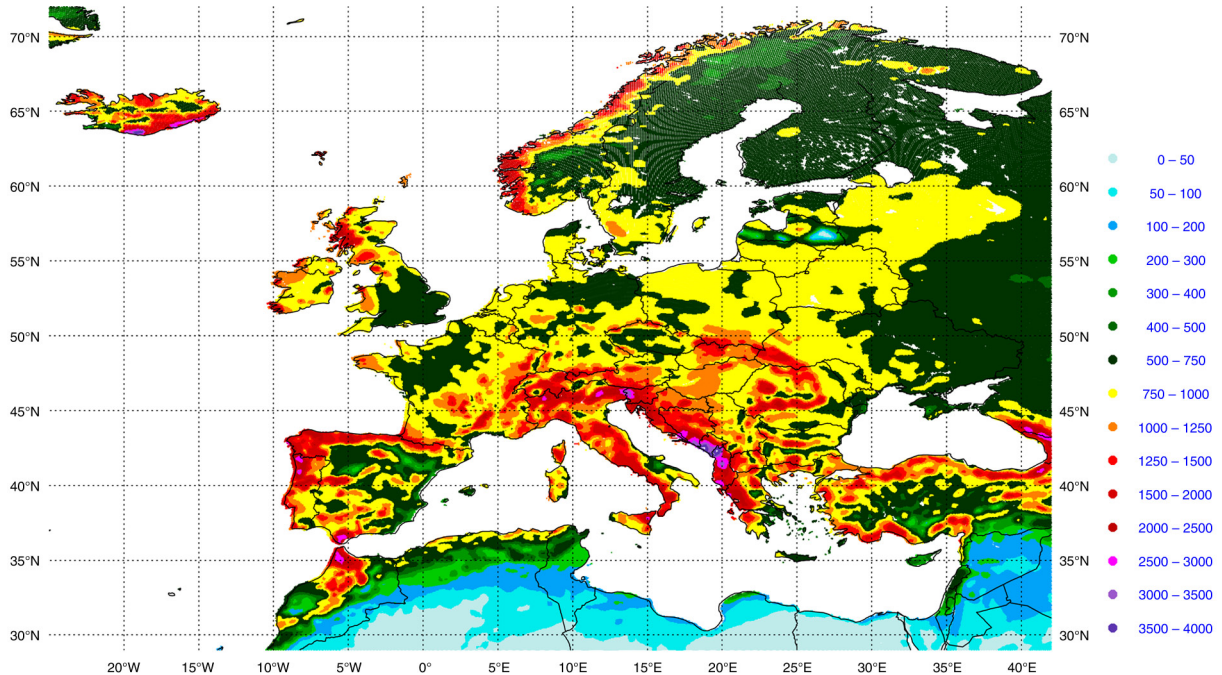 70°N 70°N
65°N 65°N
0 – 50
60°N 60°N
50 – 100
100 – 200
55°N 55°N
200 – 300
300 – 400
50°N 50°N
400 – 500
500 – 750
750 – 1000
45°N 45°N
1000 – 1250
1250 – 1500
40°N 40°N
1500 – 2000
2000 – 2500
35°N 35°N
2500 – 3000
3000 – 3500
30°N 30°N
3500 – 4000
20°W 15°W 10°W 5°W 0° 5°E 10°E 15°E 20°E 25°E 30°E 35°E 40°E